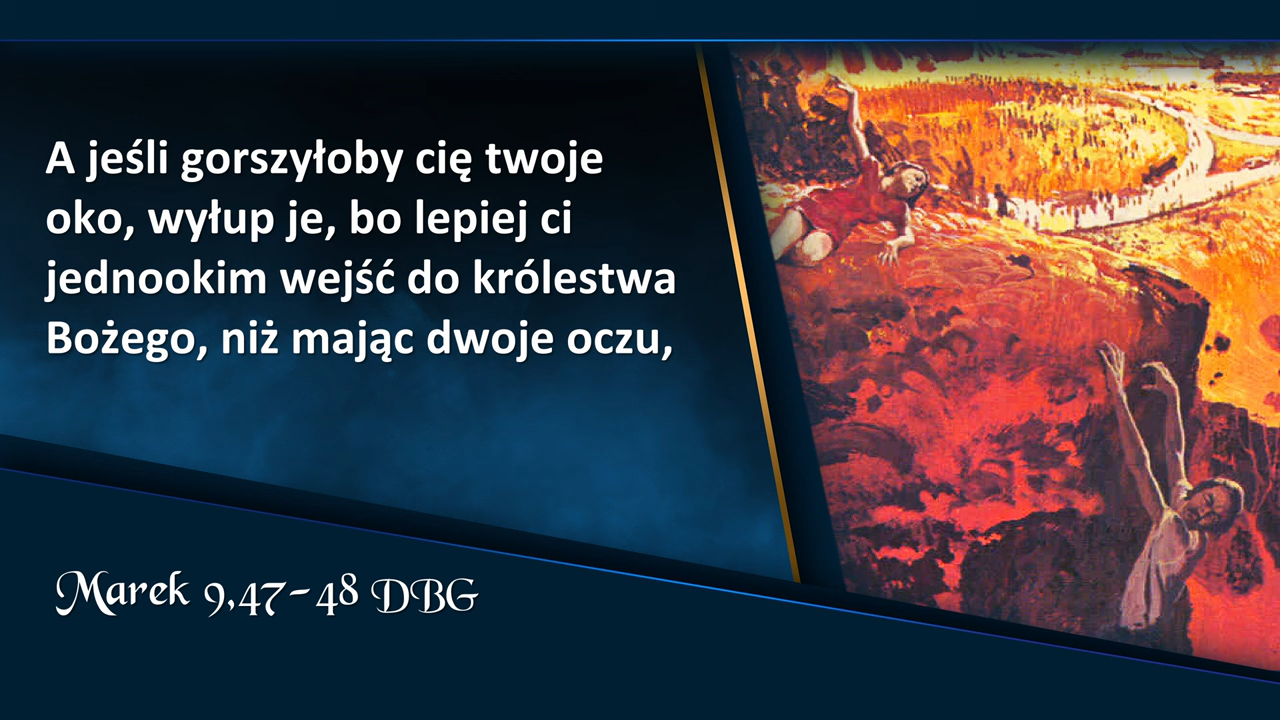 A jeśli gorszyłoby cię twoje
oko, wyłup je, bo lepiej ci
jednookim wejść do królestwa
Bożego, niż mając dwoje oczu,
Marek 9,47-48 DBG